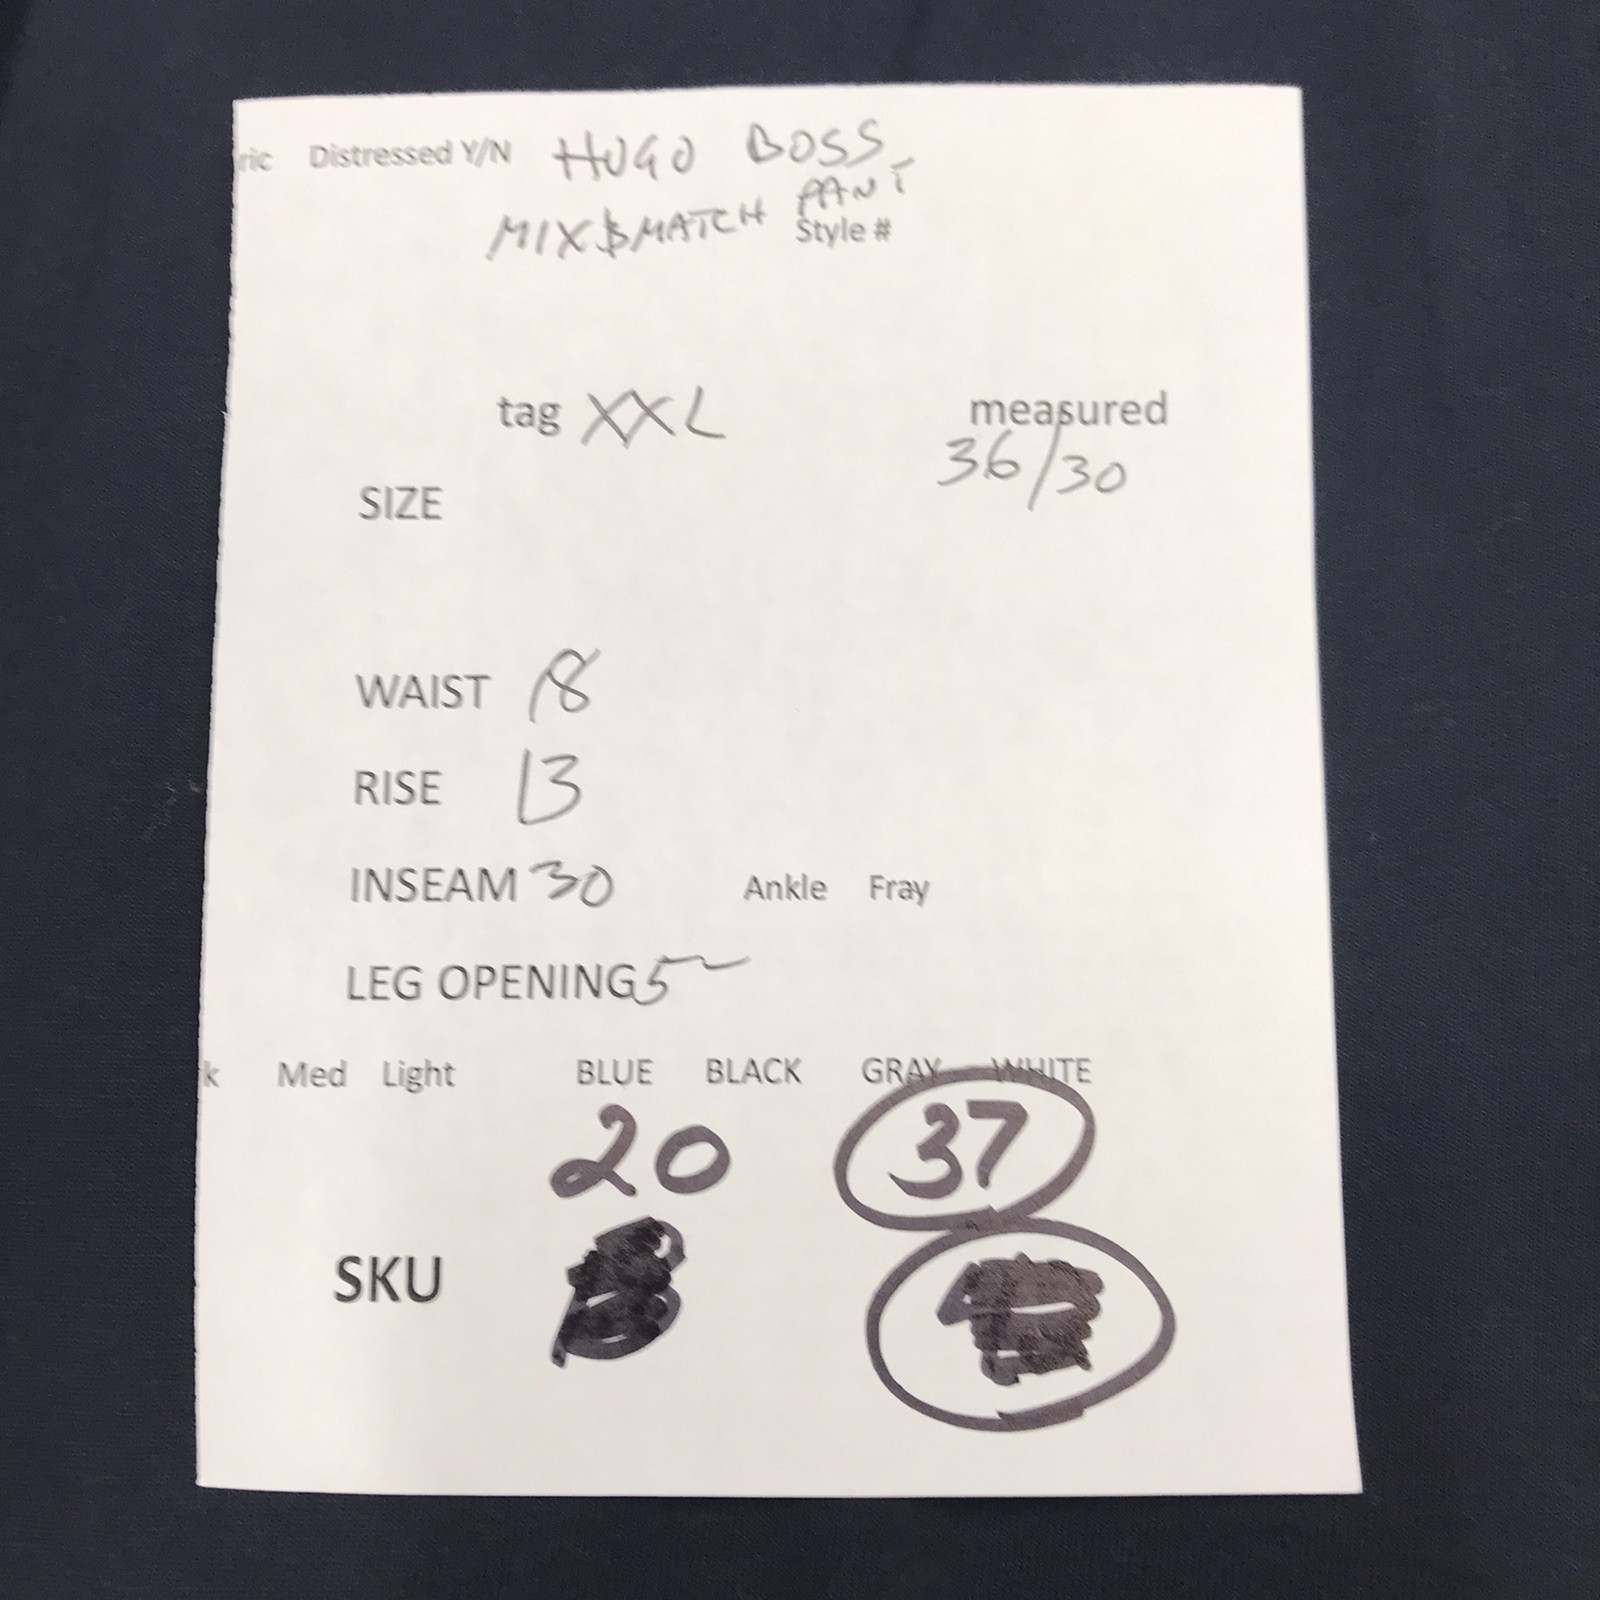 ric Distressed Y/N HUGO BOSS
MIX&MATCH PANT
Style #
tag XXL measured
36/30
SIZE
WAIST 18
RISE 13
INSEAM 30 Ankle Fray
LEG OPENING 5
k Med Light BLUE BLACK GRAY WHITE
20 37
SKU